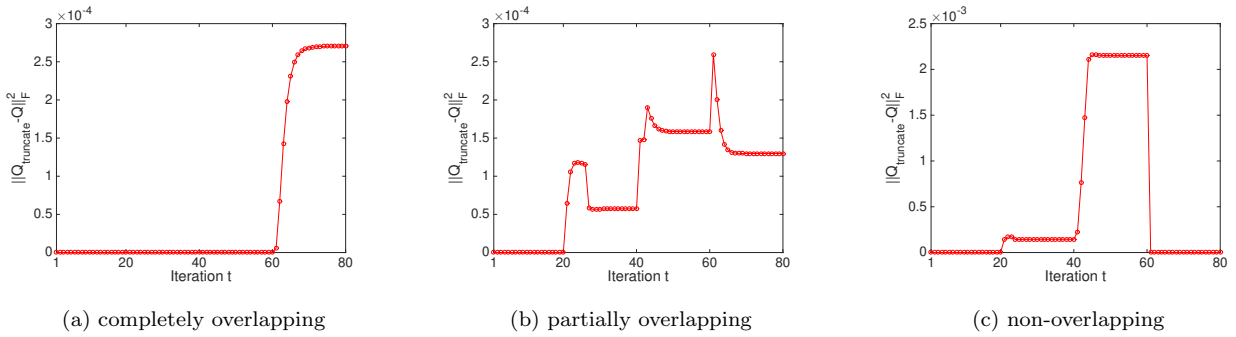 ×10⁻⁴
3
2.5
2
1.5
1
0.5
0
||Q_truncate-Q||²_F
1 20 40 60 80
Iteration t
(a) completely overlapping
×10⁻⁴
3
2.5
2
1.5
1
0.5
0
||Q_truncate-Q||²_F
1 20 40 60 80
Iteration t
(b) partially overlapping
×10⁻³
2.5
2
1.5
1
0.5
0
||Q_truncate-Q||²_F
1 20 40 60 80
Iteration t
(c) non-overlapping